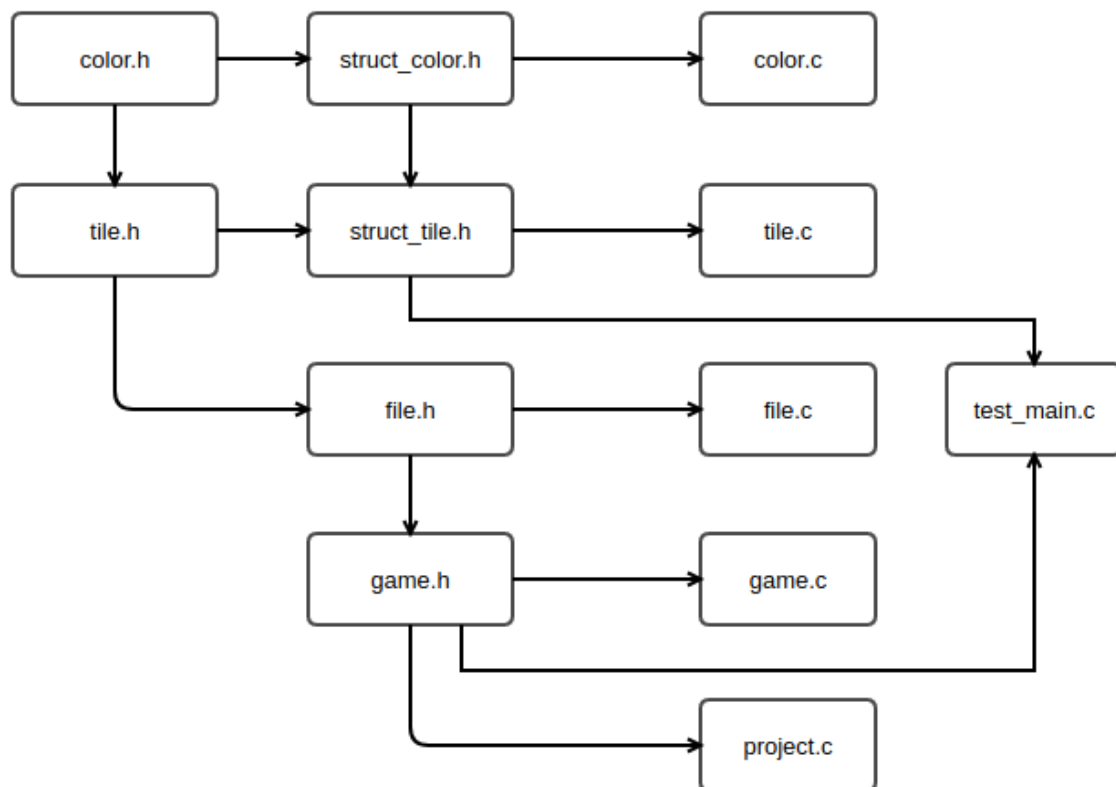 color.h
struct_color.h
color.c
tile.h
struct_tile.h
tile.c
file.h
file.c
test_main.c
game.h
game.c
project.c